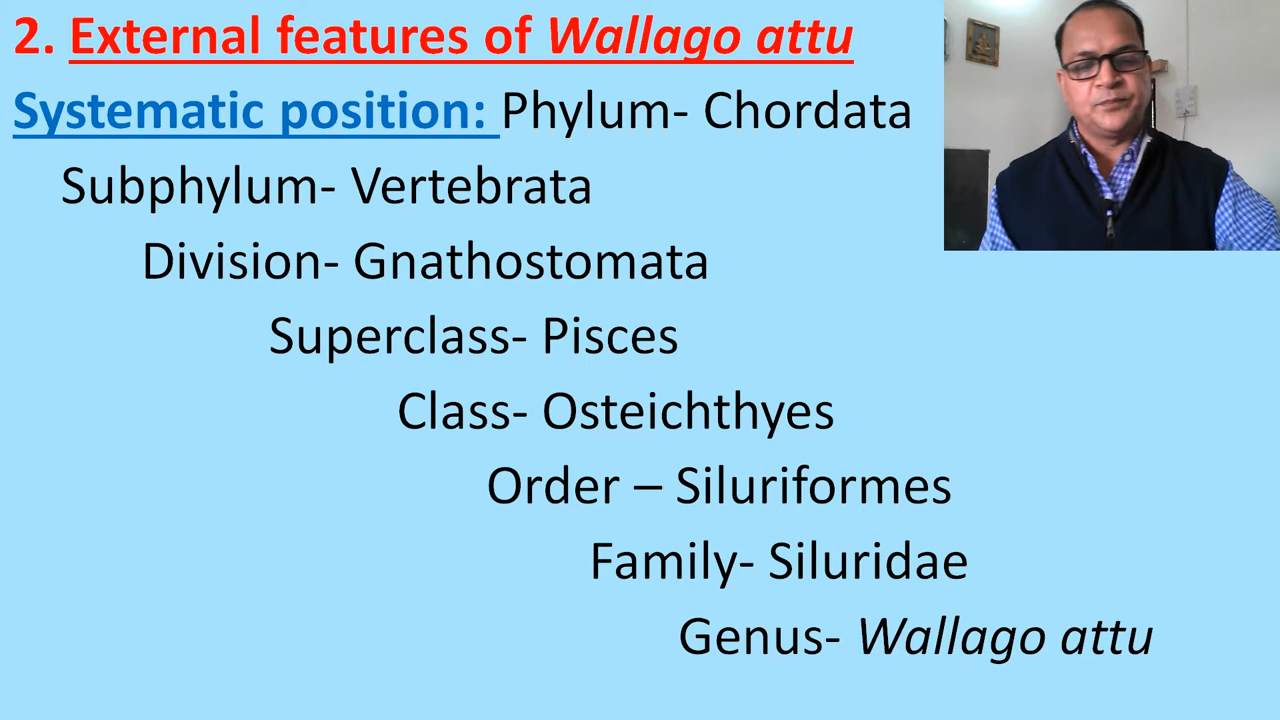 2. External features of Wallago attu
Systematic position: Phylum- Chordata
Subphylum- Vertebrata
Division- Gnathostomata
Superclass- Pisces
Class- Osteichthyes
Order – Siluriformes
Family- Siluridae
Genus- Wallago attu